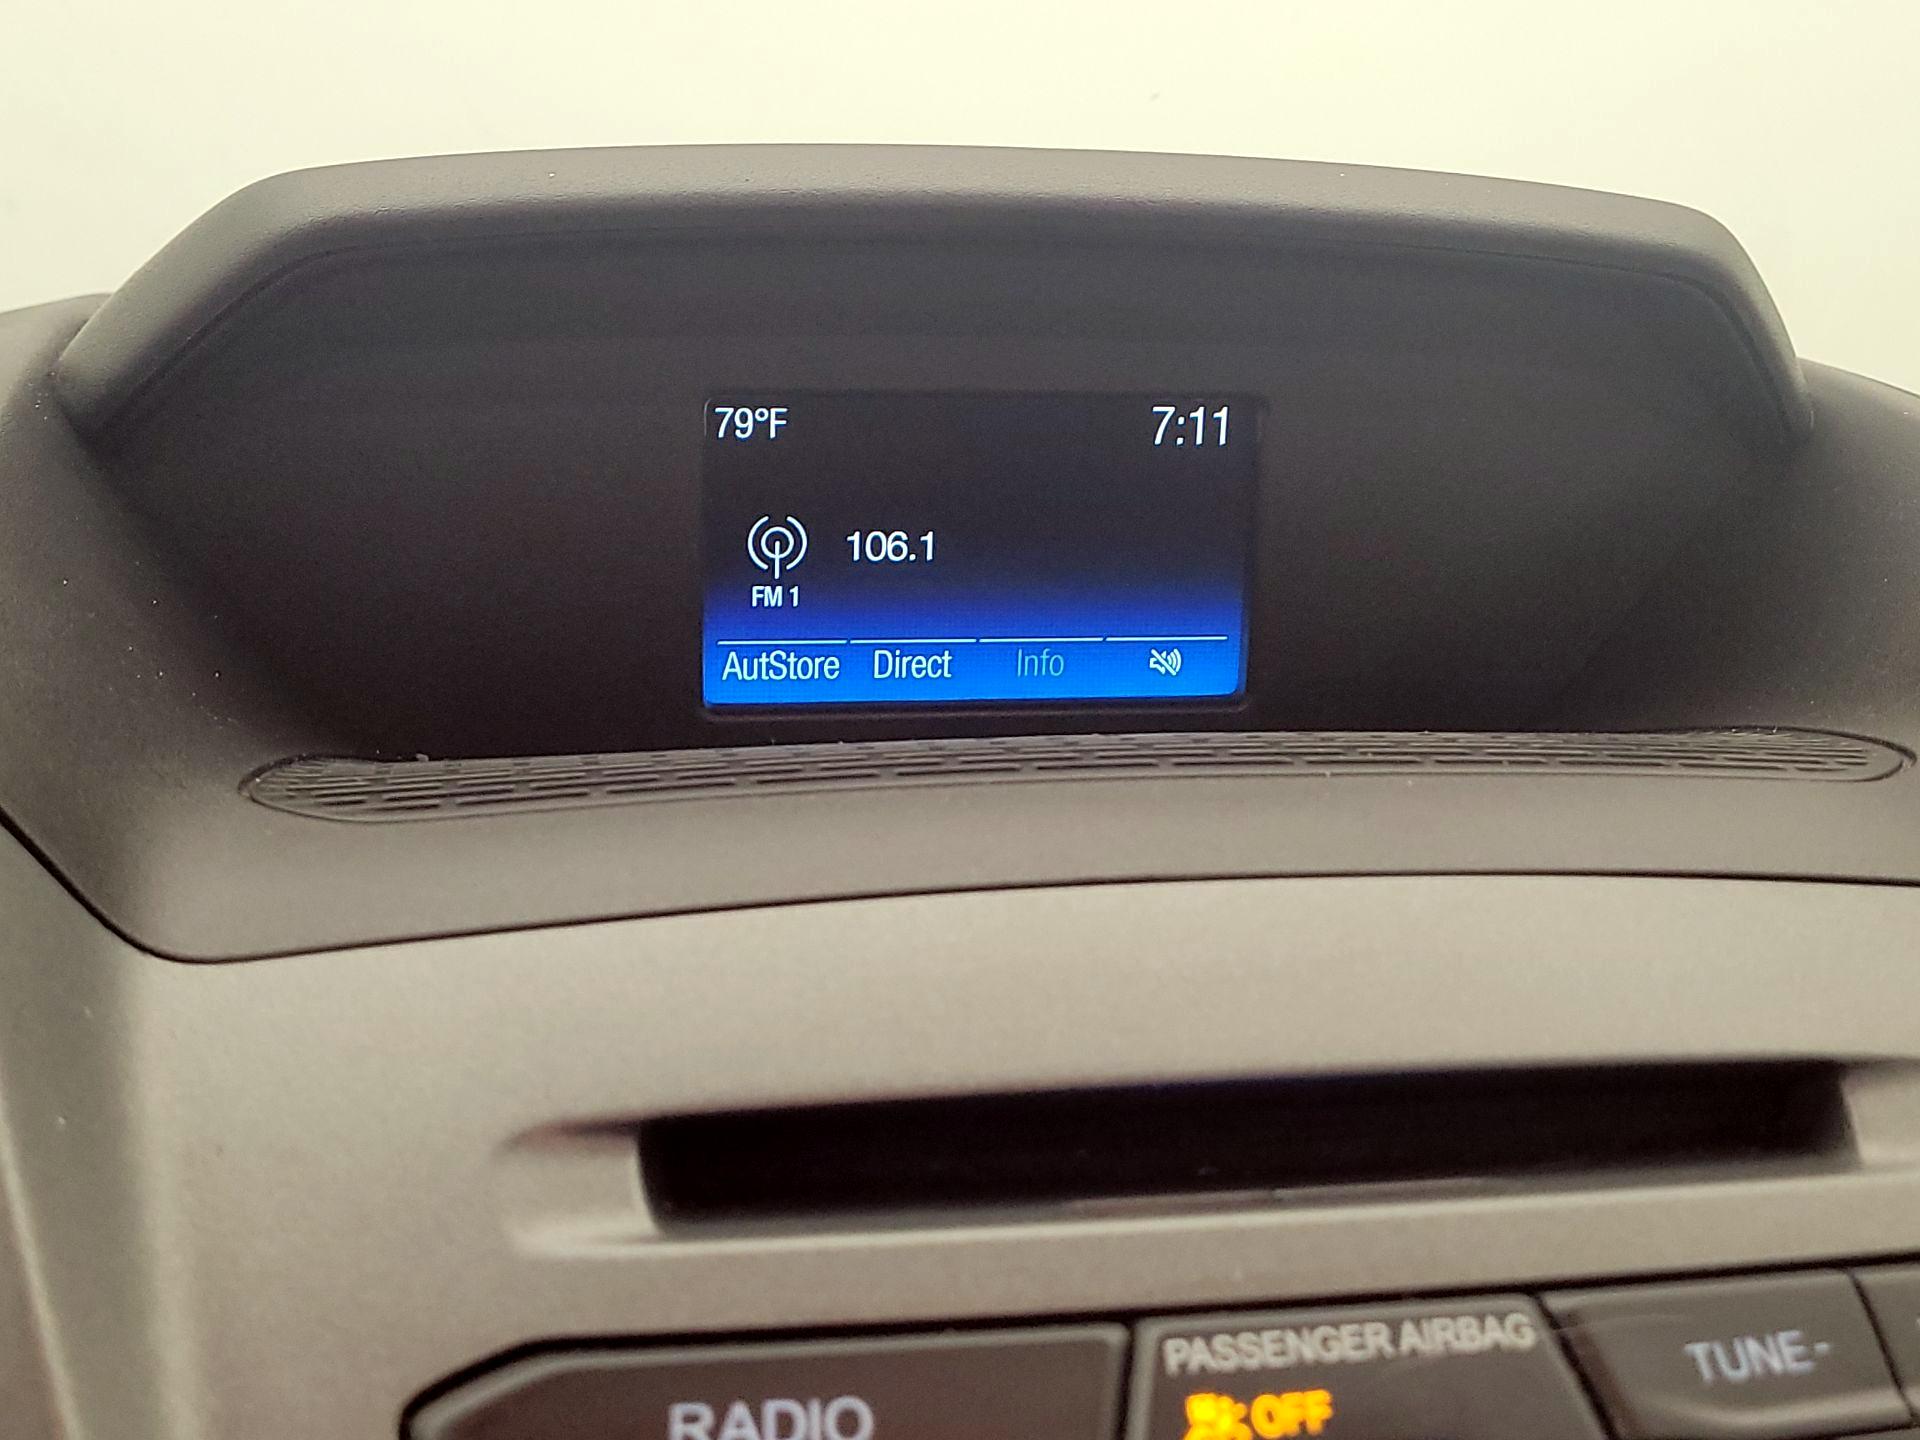 79°F 7:11
106.1
FM 1
AutStore Direct Info
PASSENGER AIRBAG
TUNE-
RADIO
OFF